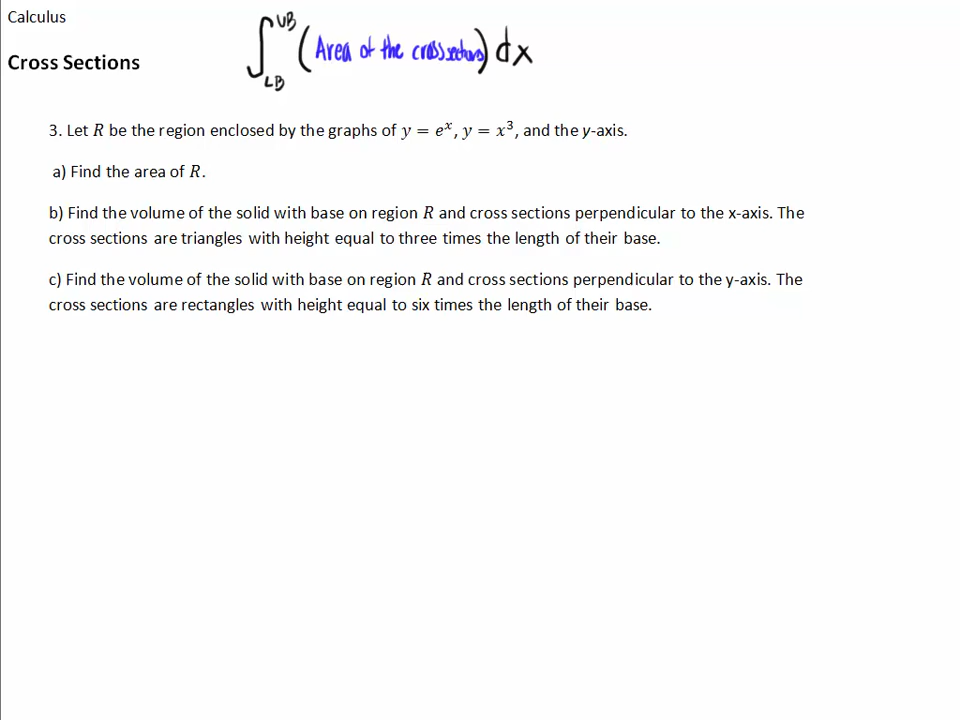 Calculus
UB
∫ (Area of the cross sections) dx
LB
Cross Sections
3. Let R be the region enclosed by the graphs of y = eˣ, y = x³, and the y-axis.
a) Find the area of R.
b) Find the volume of the solid with base on region R and cross sections perpendicular to the x-axis. The
cross sections are triangles with height equal to three times the length of their base.
c) Find the volume of the solid with base on region R and cross sections perpendicular to the y-axis. The
cross sections are rectangles with height equal to six times the length of their base.